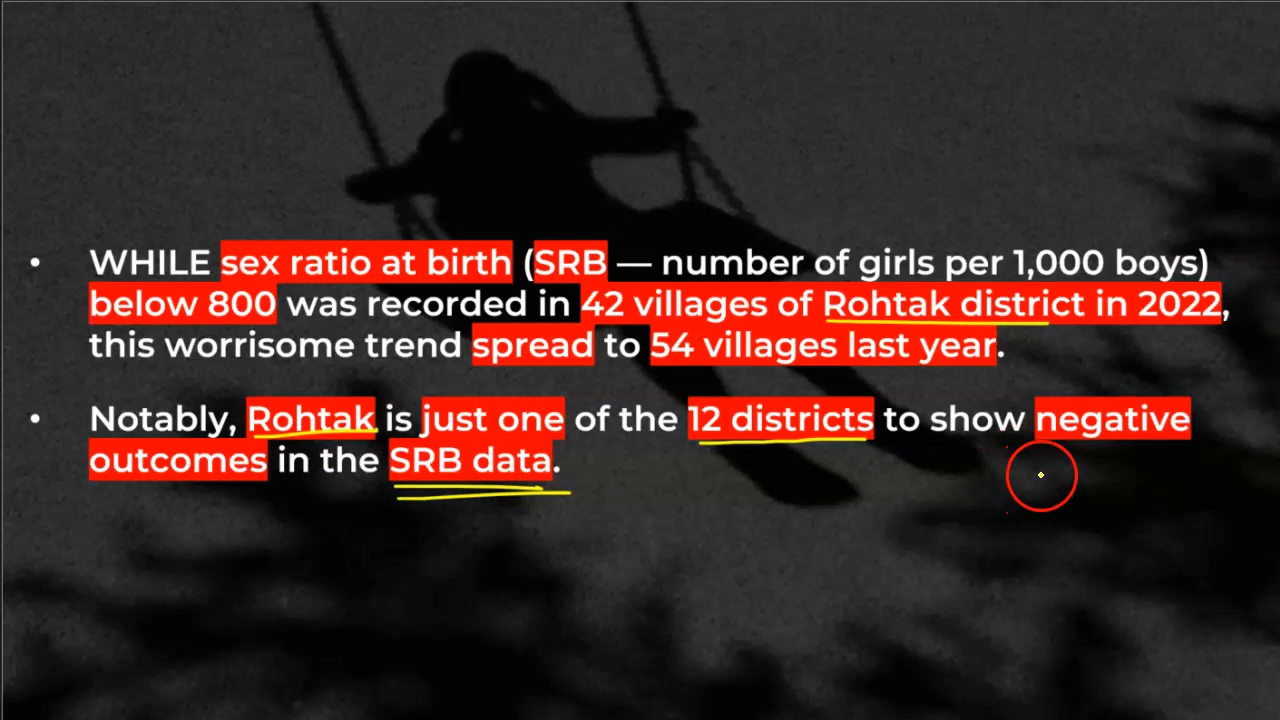 • WHILE sex ratio at birth (SRB — number of girls per 1,000 boys)
below 800 was recorded in 42 villages of Rohtak district in 2022,
this worrisome trend spread to 54 villages last year.
• Notably, Rohtak is just one of the 12 districts to show negative
outcomes in the SRB data.